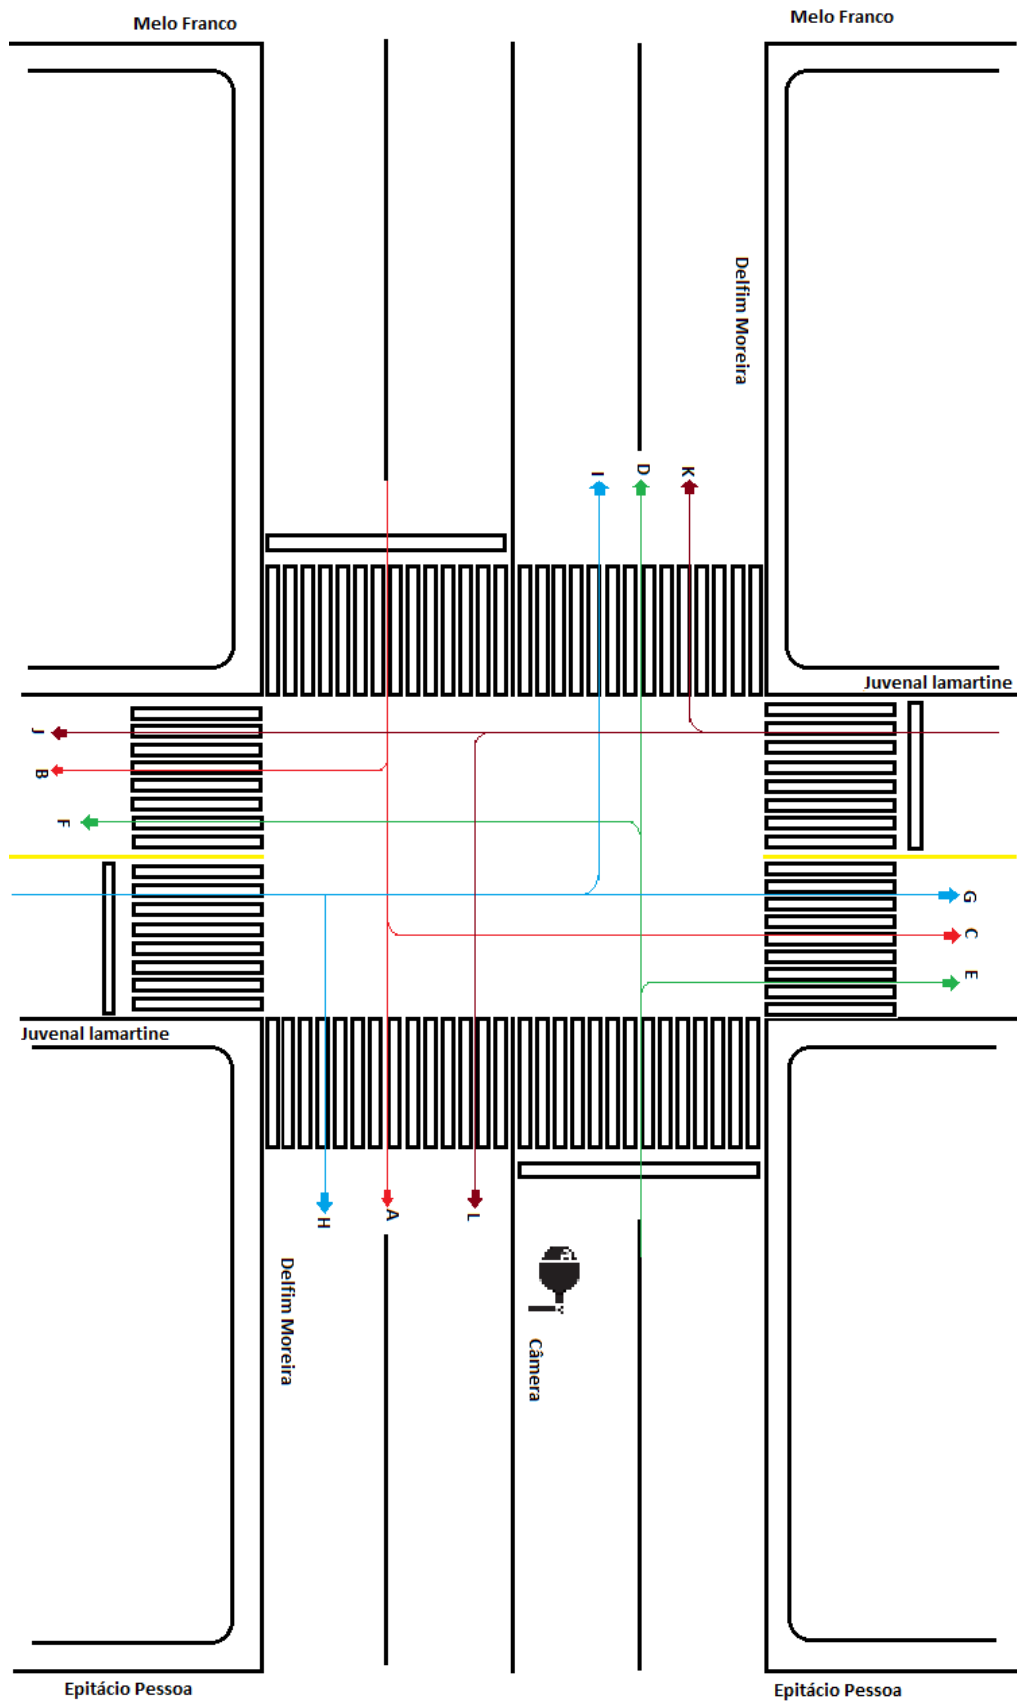 Melo Franco
Melo Franco
Delfim Moreira
I
D
K
Juvenal lamartine
J
B
F
G
C
E
Juvenal lamartine
H
A
L
Delfim Moreira
Câmera
Epitácio Pessoa
Epitácio Pessoa